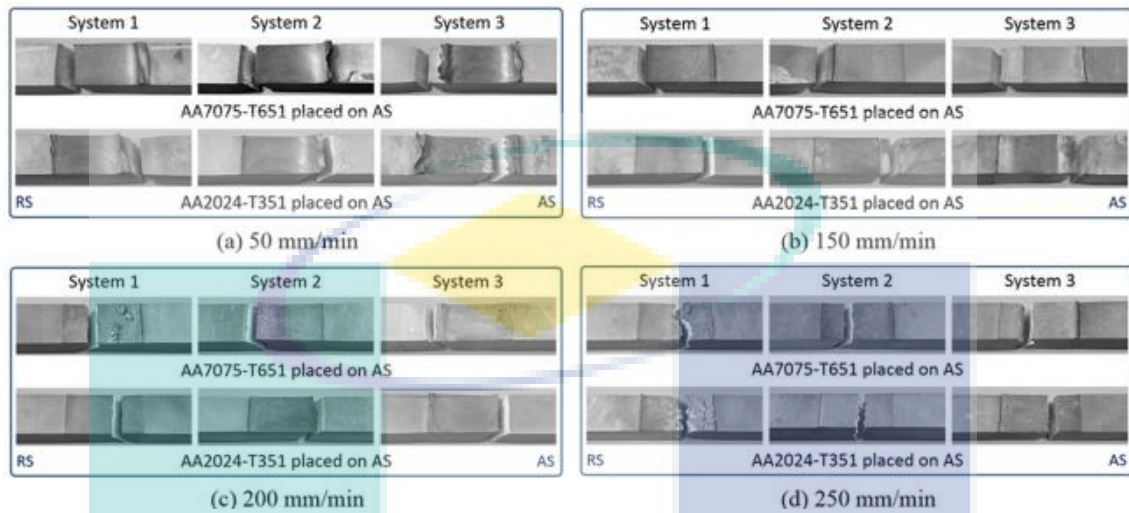 System 1 System 2 System 3
AA7075-T651 placed on AS
RS AA2024-T351 placed on AS AS
(a) 50 mm/min
System 1 System 2 System 3
AA7075-T651 placed on AS
RS AA2024-T351 placed on AS AS
(b) 150 mm/min
System 1 System 2 System 3
AA7075-T651 placed on AS
RS AA2024-T351 placed on AS AS
(c) 200 mm/min
System 1 System 2 System 3
AA7075-T651 placed on AS
RS AA2024-T351 placed on AS AS
(d) 250 mm/min